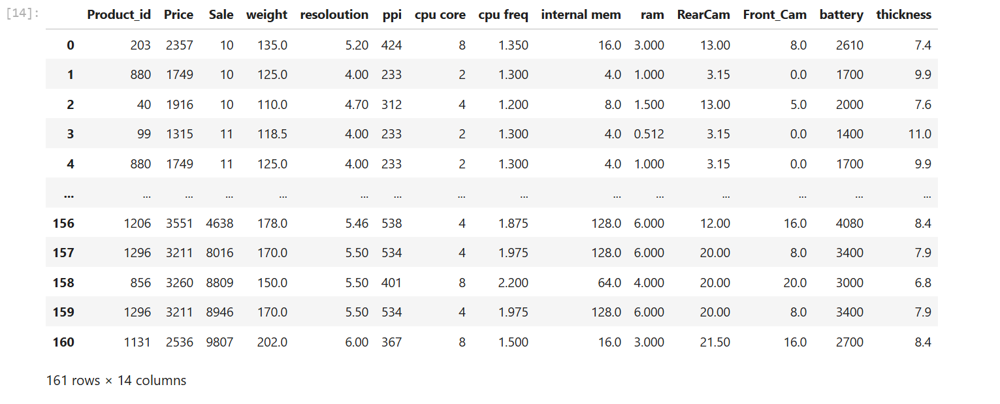 [14]: Product_id Price Sale weight resoloution ppi cpu core cpu freq internal mem ram RearCam Front_Cam battery thickness
0 203 2357 10 135.0 5.20 424 8 1.350 16.0 3.000 13.00 8.0 2610 7.4
1 880 1749 10 125.0 4.00 233 2 1.300 4.0 1.000 3.15 0.0 1700 9.9
2 40 1916 10 110.0 4.70 312 4 1.200 8.0 1.500 13.00 5.0 2000 7.6
3 99 1315 11 118.5 4.00 233 2 1.300 4.0 0.512 3.15 0.0 1400 11.0
4 880 1749 11 125.0 4.00 233 2 1.300 4.0 1.000 3.15 0.0 1700 9.9
... ... ... ... ... ... ... ... ... ... ... ... ... ... ...
156 1206 3551 4638 178.0 5.46 538 4 1.875 128.0 6.000 12.00 16.0 4080 8.4
157 1296 3211 8016 170.0 5.50 534 4 1.975 128.0 6.000 20.00 8.0 3400 7.9
158 856 3260 8809 150.0 5.50 401 8 2.200 64.0 4.000 20.00 20.0 3000 6.8
159 1296 3211 8946 170.0 5.50 534 4 1.975 128.0 6.000 20.00 8.0 3400 7.9
160 1131 2536 9807 202.0 6.00 367 8 1.500 16.0 3.000 21.50 16.0 2700 8.4
161 rows × 14 columns